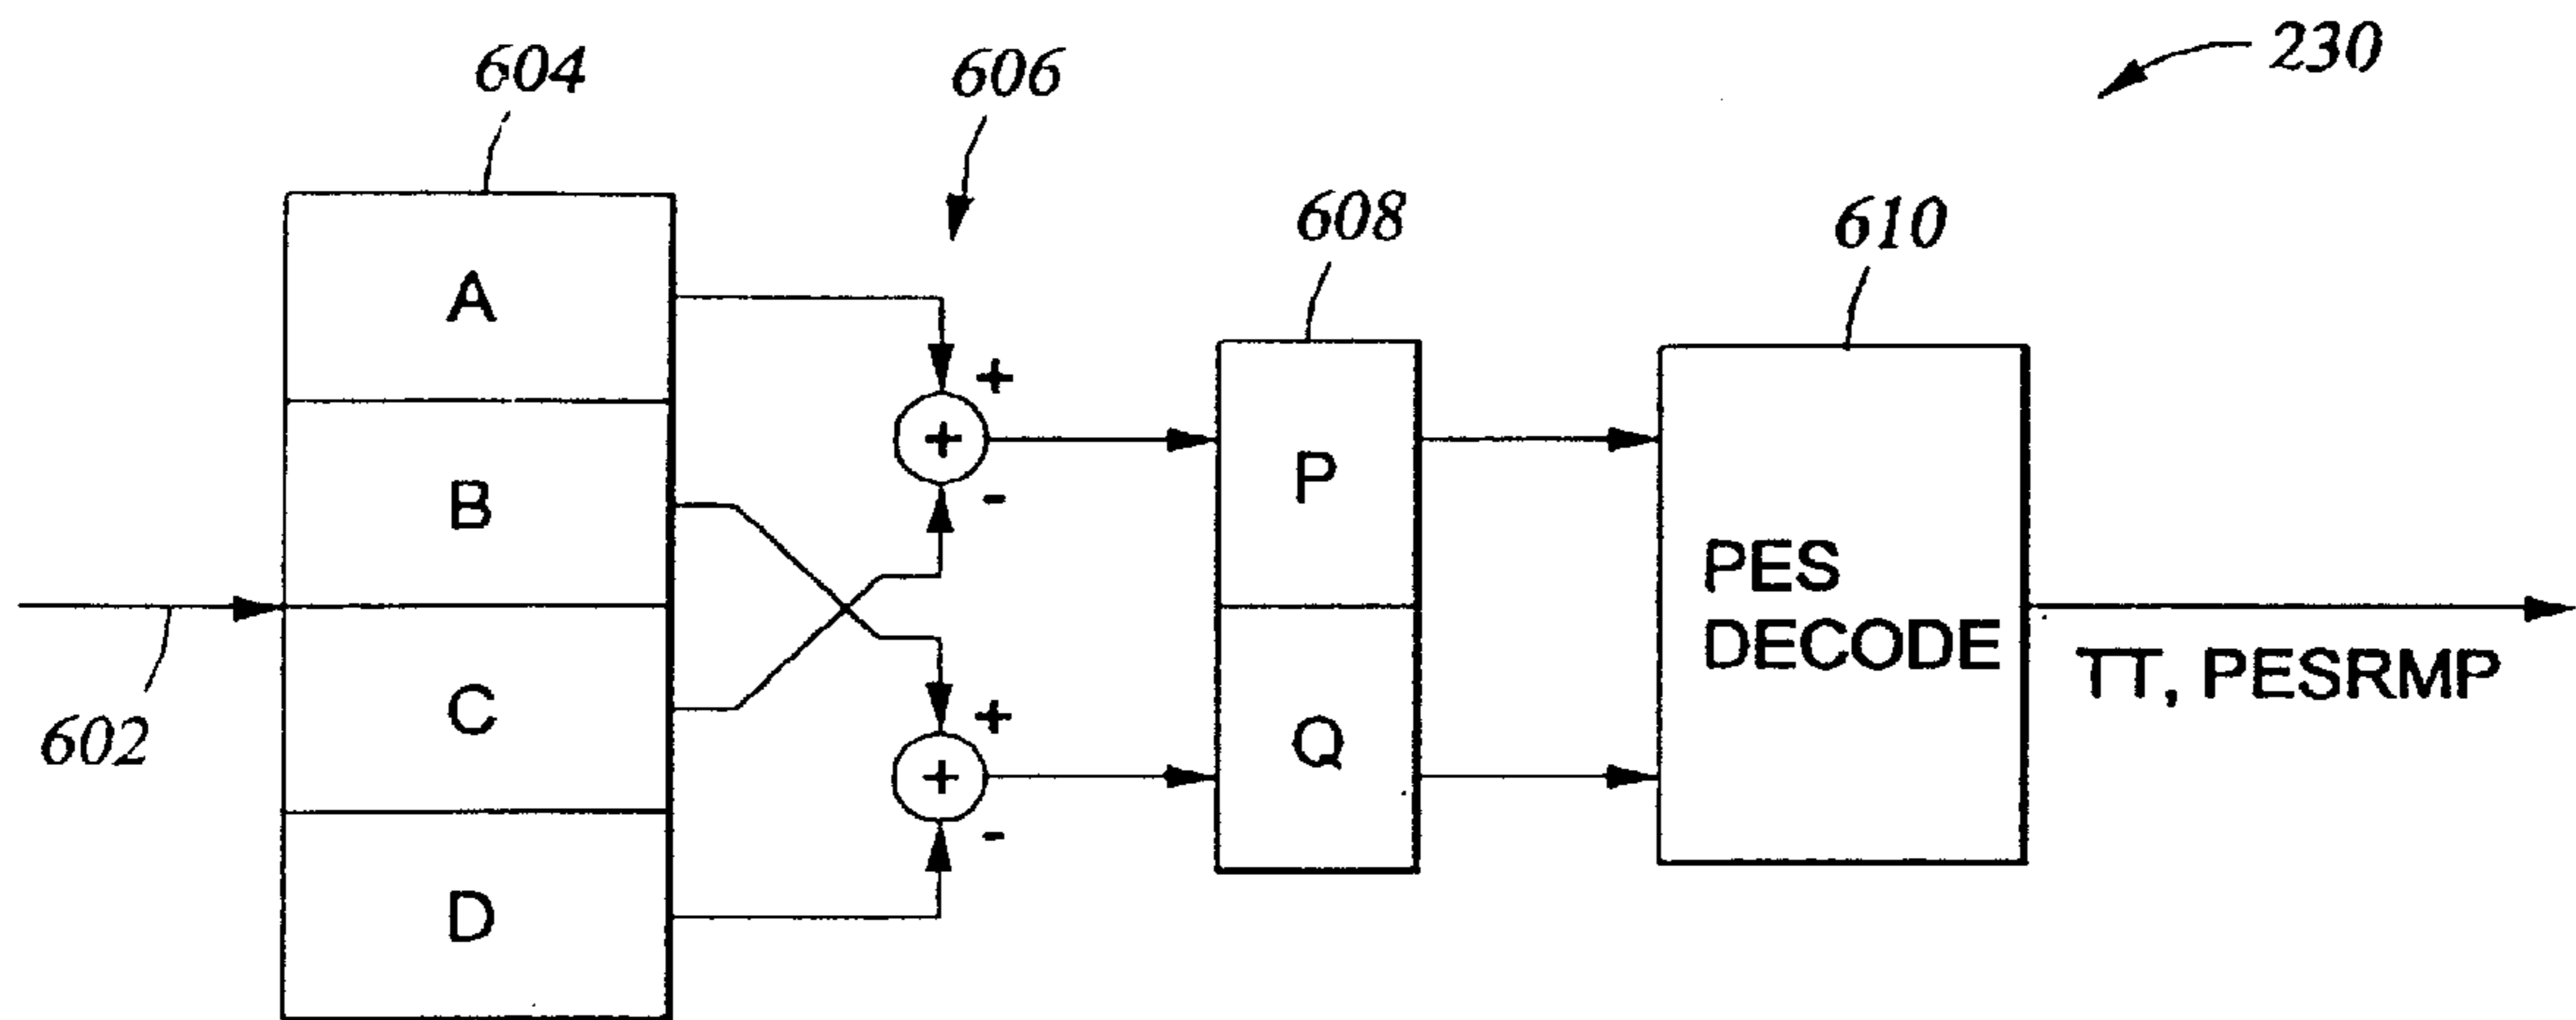 604
606
230
608
610
A
+
+
-
B
P
PES
DECODE
TT, PESRMP
602
C
+
+
-
Q
D